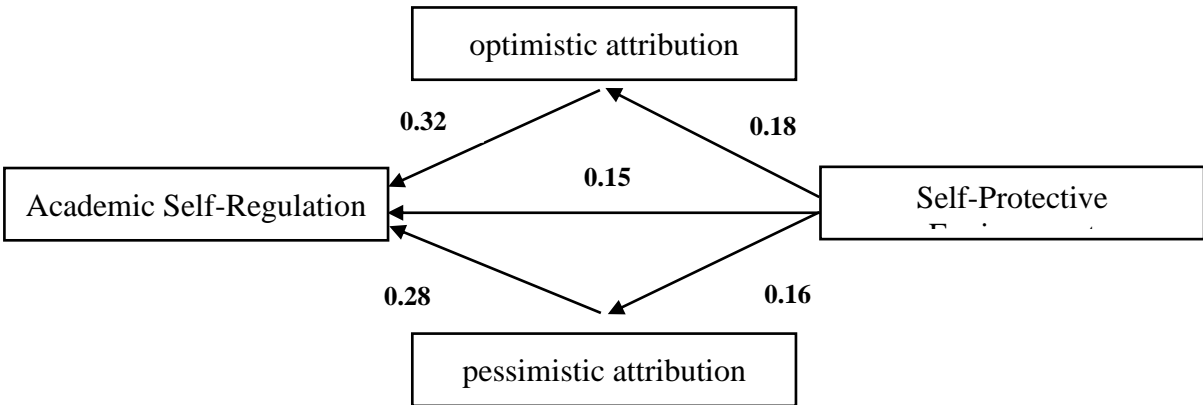 optimistic attribution
0.32
0.18
0.15
Academic Self-Regulation
Self-Protective
0.28
0.16
pessimistic attribution